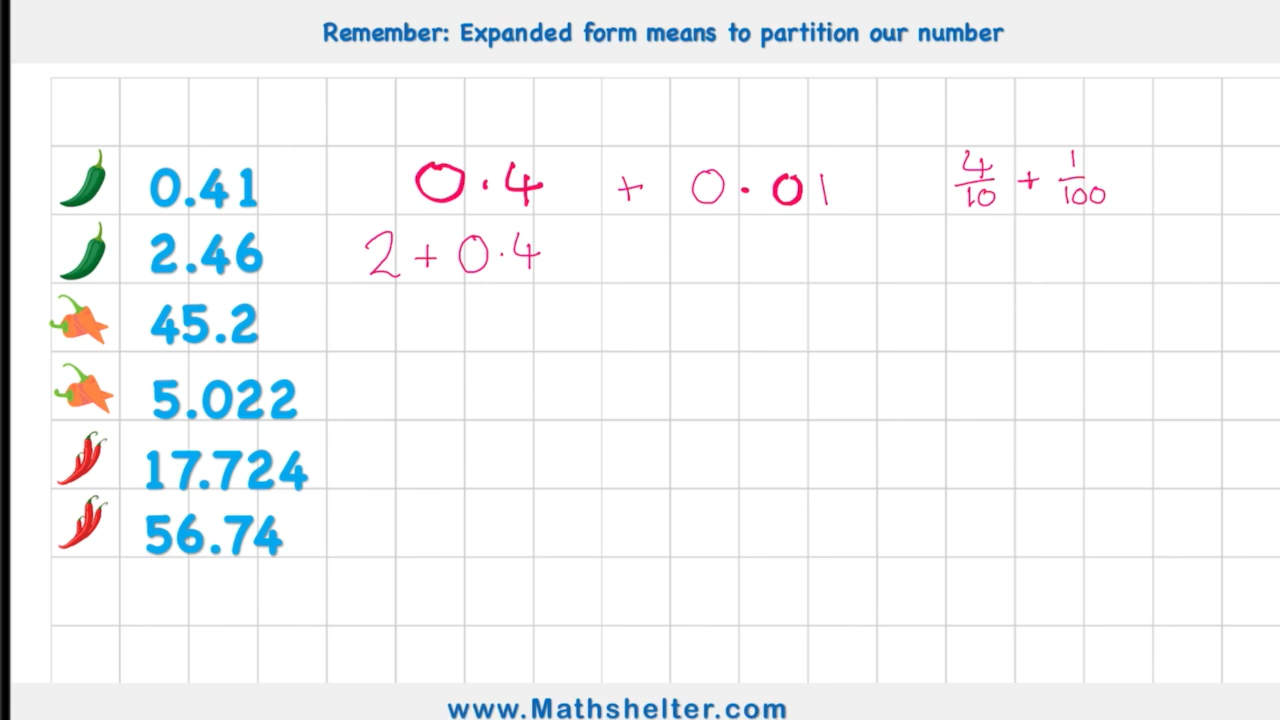 Remember: Expanded form means to partition our number
0.41 0.4 + 0.01 4/10 + 1/100
2.46 2 + 0.4
45.2
5.022
17.724
56.74
www.Mathshelter.com